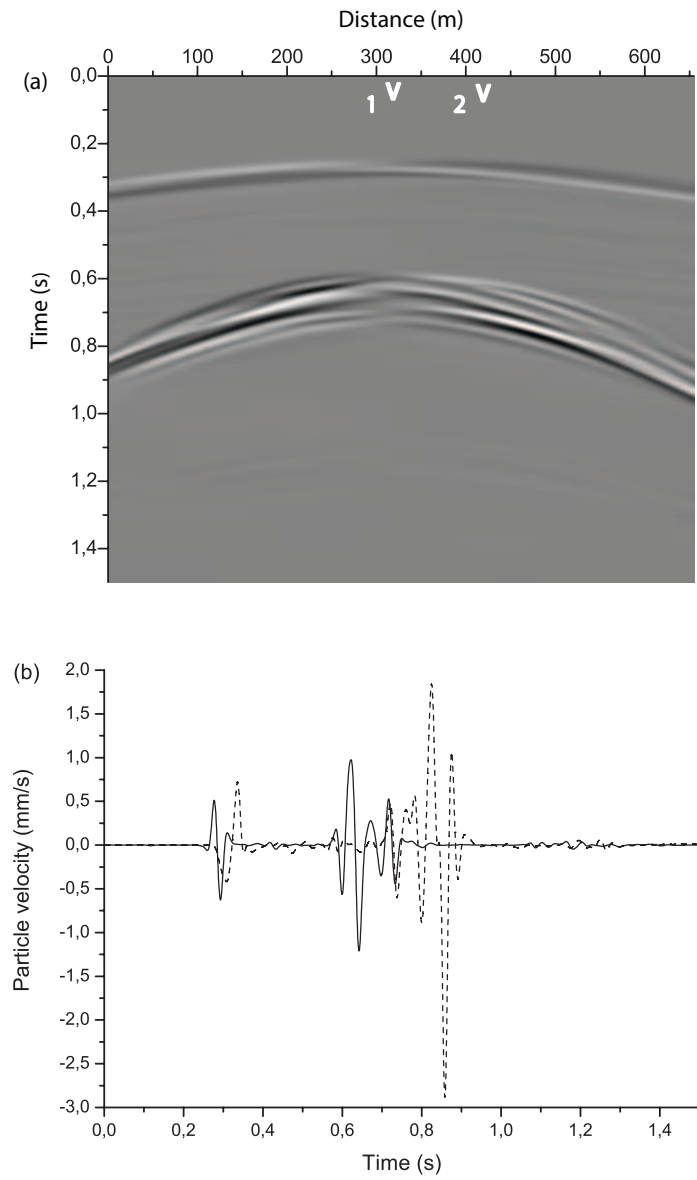 Distance (m)
0 100 200 300 400 500 600
(a)
0,0
1 V 2 V
0,2
0,4
0,6
0,8
1,0
1,2
1,4
Time (s)
(b)
2,0
1,5
1,0
0,5
0,0
-0,5
-1,0
-1,5
-2,0
-2,5
-3,0
Particle velocity (mm/s)
0,0 0,2 0,4 0,6 0,8 1,0 1,2 1,4
Time (s)